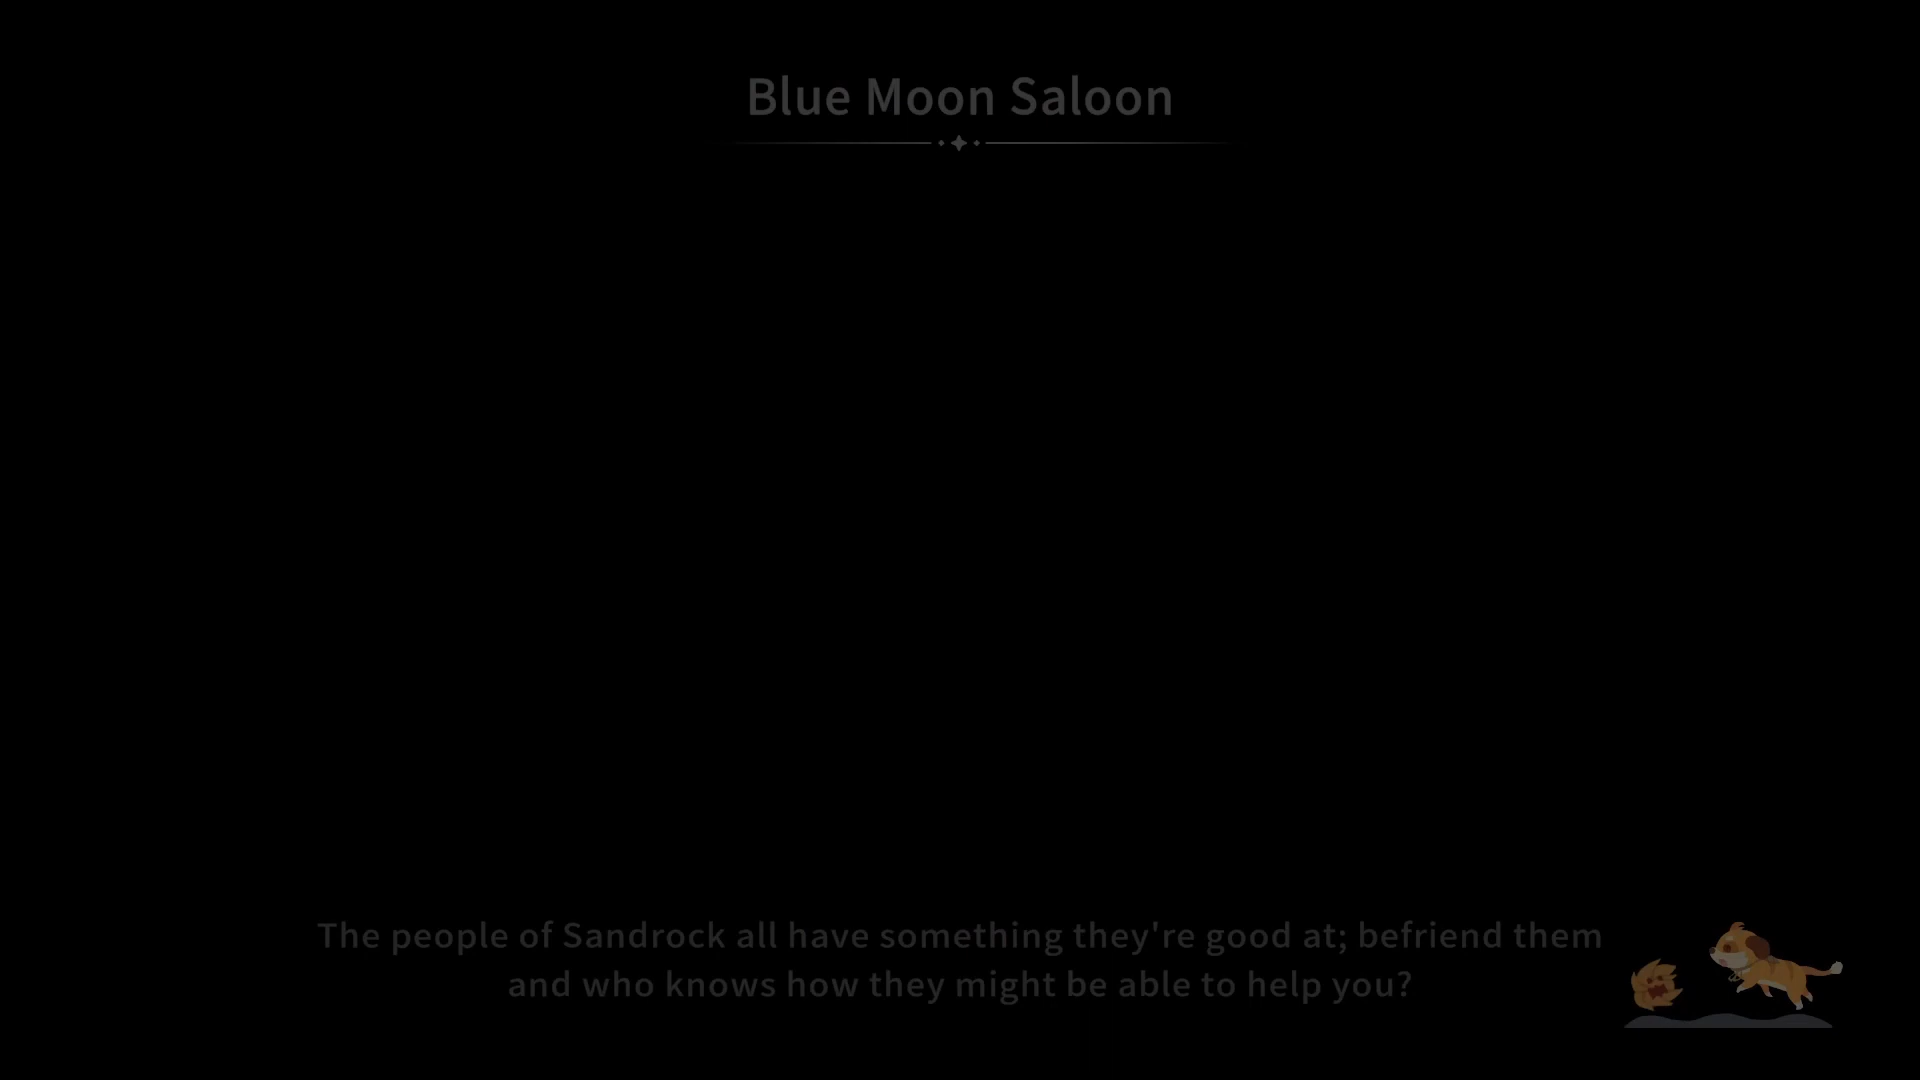 Blue Moon Saloon
The people of Sandrock all have something they're good at; befriend them
and who knows how they might be able to help you?